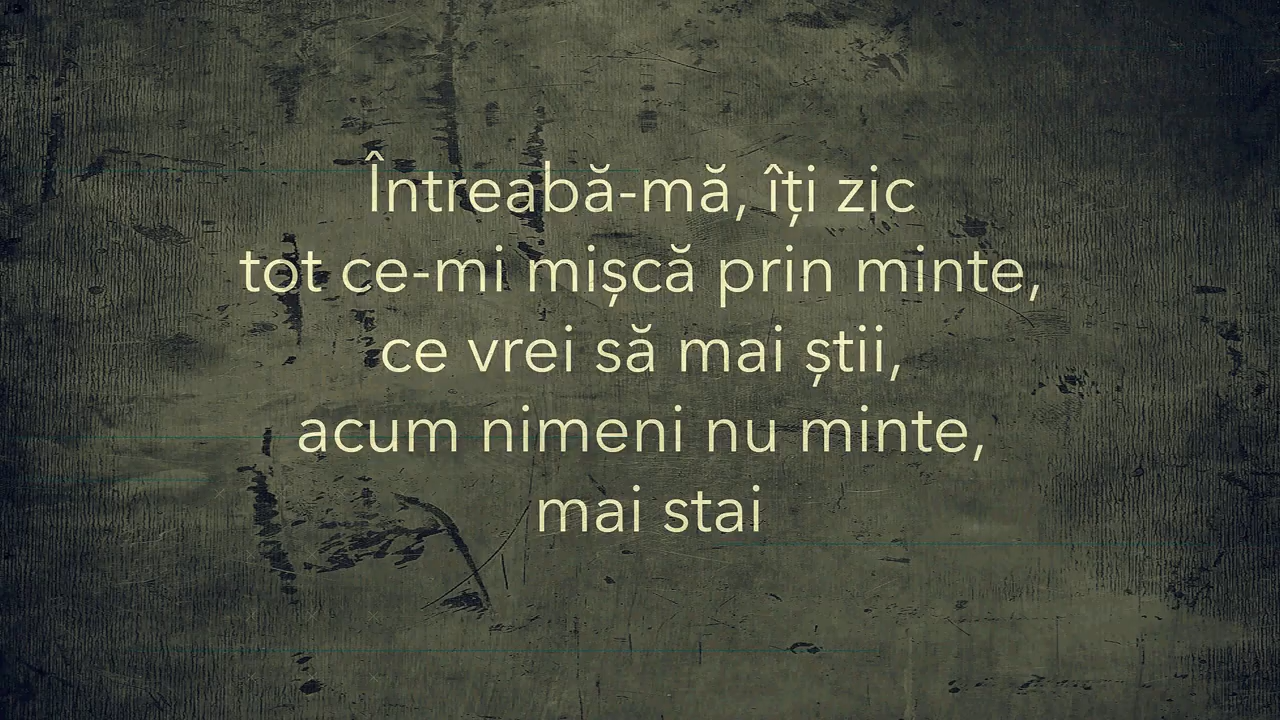 Întreabă-mă, îți zic
tot ce-mi mișcă prin minte,
ce vrei să mai știi,
acum nimeni nu minte,
mai stai